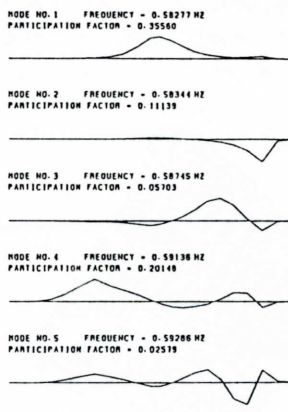 MODE NO. 1 FREQUENCY = 0.58277 HZ
PARTICIPATION FACTOR = 0.35560
MODE NO. 2 FREQUENCY = 0.58344 HZ
PARTICIPATION FACTOR = 0.11139
MODE NO. 3 FREQUENCY = 0.58745 HZ
PARTICIPATION FACTOR = 0.05703
MODE NO. 4 FREQUENCY = 0.59136 HZ
PARTICIPATION FACTOR = 0.20148
MODE NO. 5 FREQUENCY = 0.59286 HZ
PARTICIPATION FACTOR = 0.02579